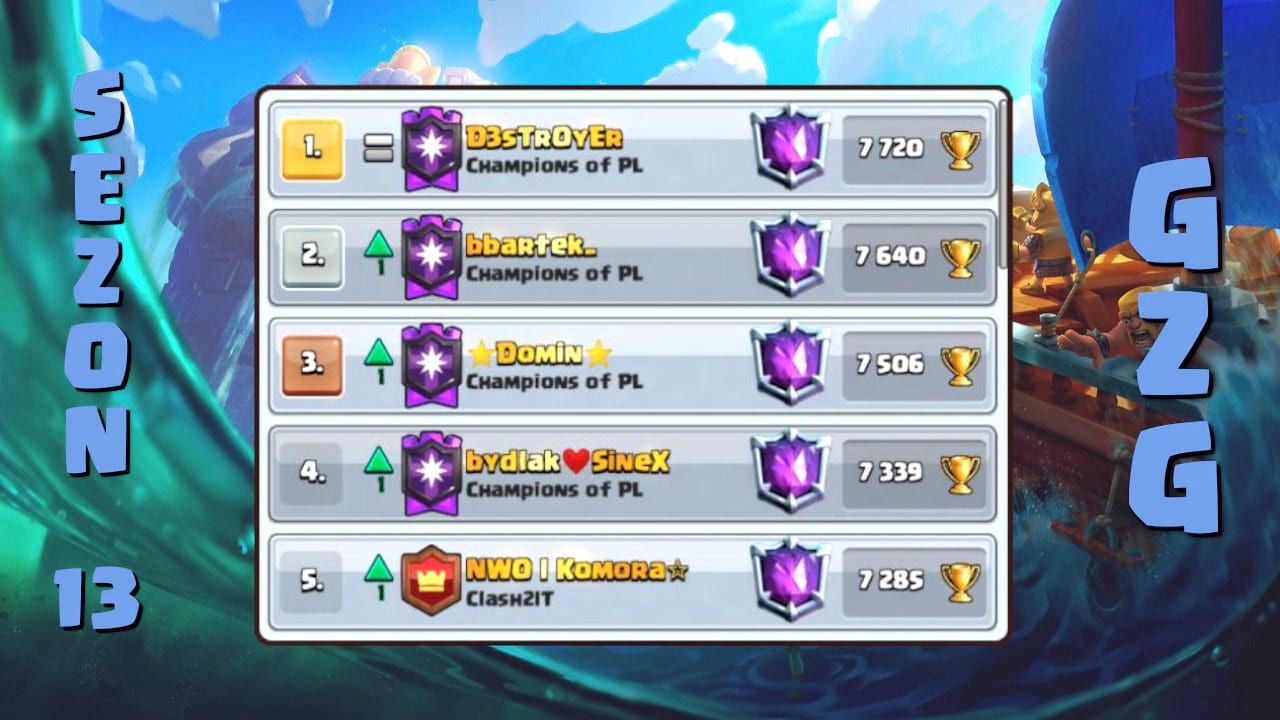 SEZON
13
1.
D3sTrOyEr
Champions of PL
7 720
2.
1
bbartek_
Champions of PL
7 640
3.
1
⭐Domin⭐
Champions of PL
7 506
4.
1
bydlak❤️SineX
Champions of PL
7 339
5.
1
NWO | Komora☆
Clash2IT
7 285
GZG